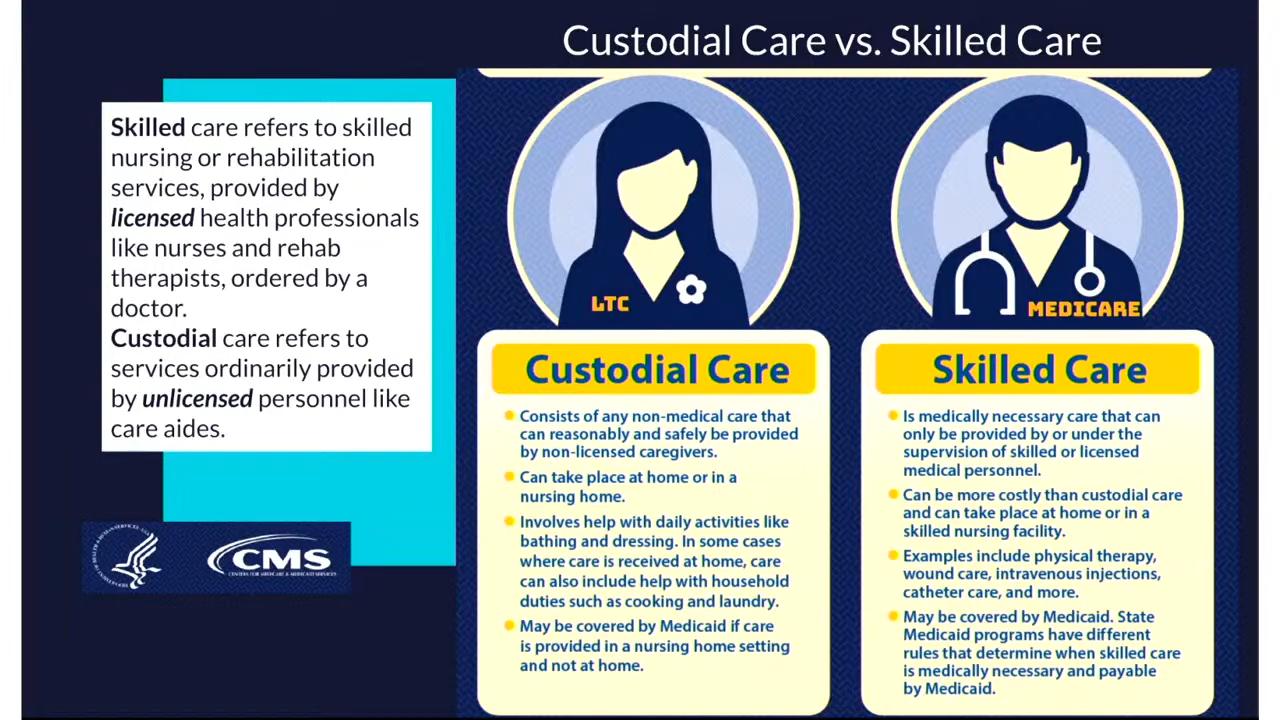 Custodial Care vs. Skilled Care
Skilled care refers to skilled
nursing or rehabilitation
services, provided by
licensed health professionals
like nurses and rehab
therapists, ordered by a
doctor.
Custodial care refers to
services ordinarily provided
by unlicensed personnel like
care aides.
CMS
CENTERS FOR MEDICARE & MEDICAID SERVICES
LTC
Custodial Care
Consists of any non-medical care that
can reasonably and safely be provided
by non-licensed caregivers.
Can take place at home or in a
nursing home.
Involves help with daily activities like
bathing and dressing. In some cases
where care is received at home, care
can also include help with household
duties such as cooking and laundry.
May be covered by Medicaid if care
is provided in a nursing home setting
and not at home.
MEDICARE
Skilled Care
Is medically necessary care that can
only be provided by or under the
supervision of skilled or licensed
medical personnel.
Can be more costly than custodial care
and can take place at home or in a
skilled nursing facility.
Examples include physical therapy,
wound care, intravenous injections,
catheter care, and more.
May be covered by Medicaid. State
Medicaid programs have different
rules that determine when skilled care
is medically necessary and payable
by Medicaid.